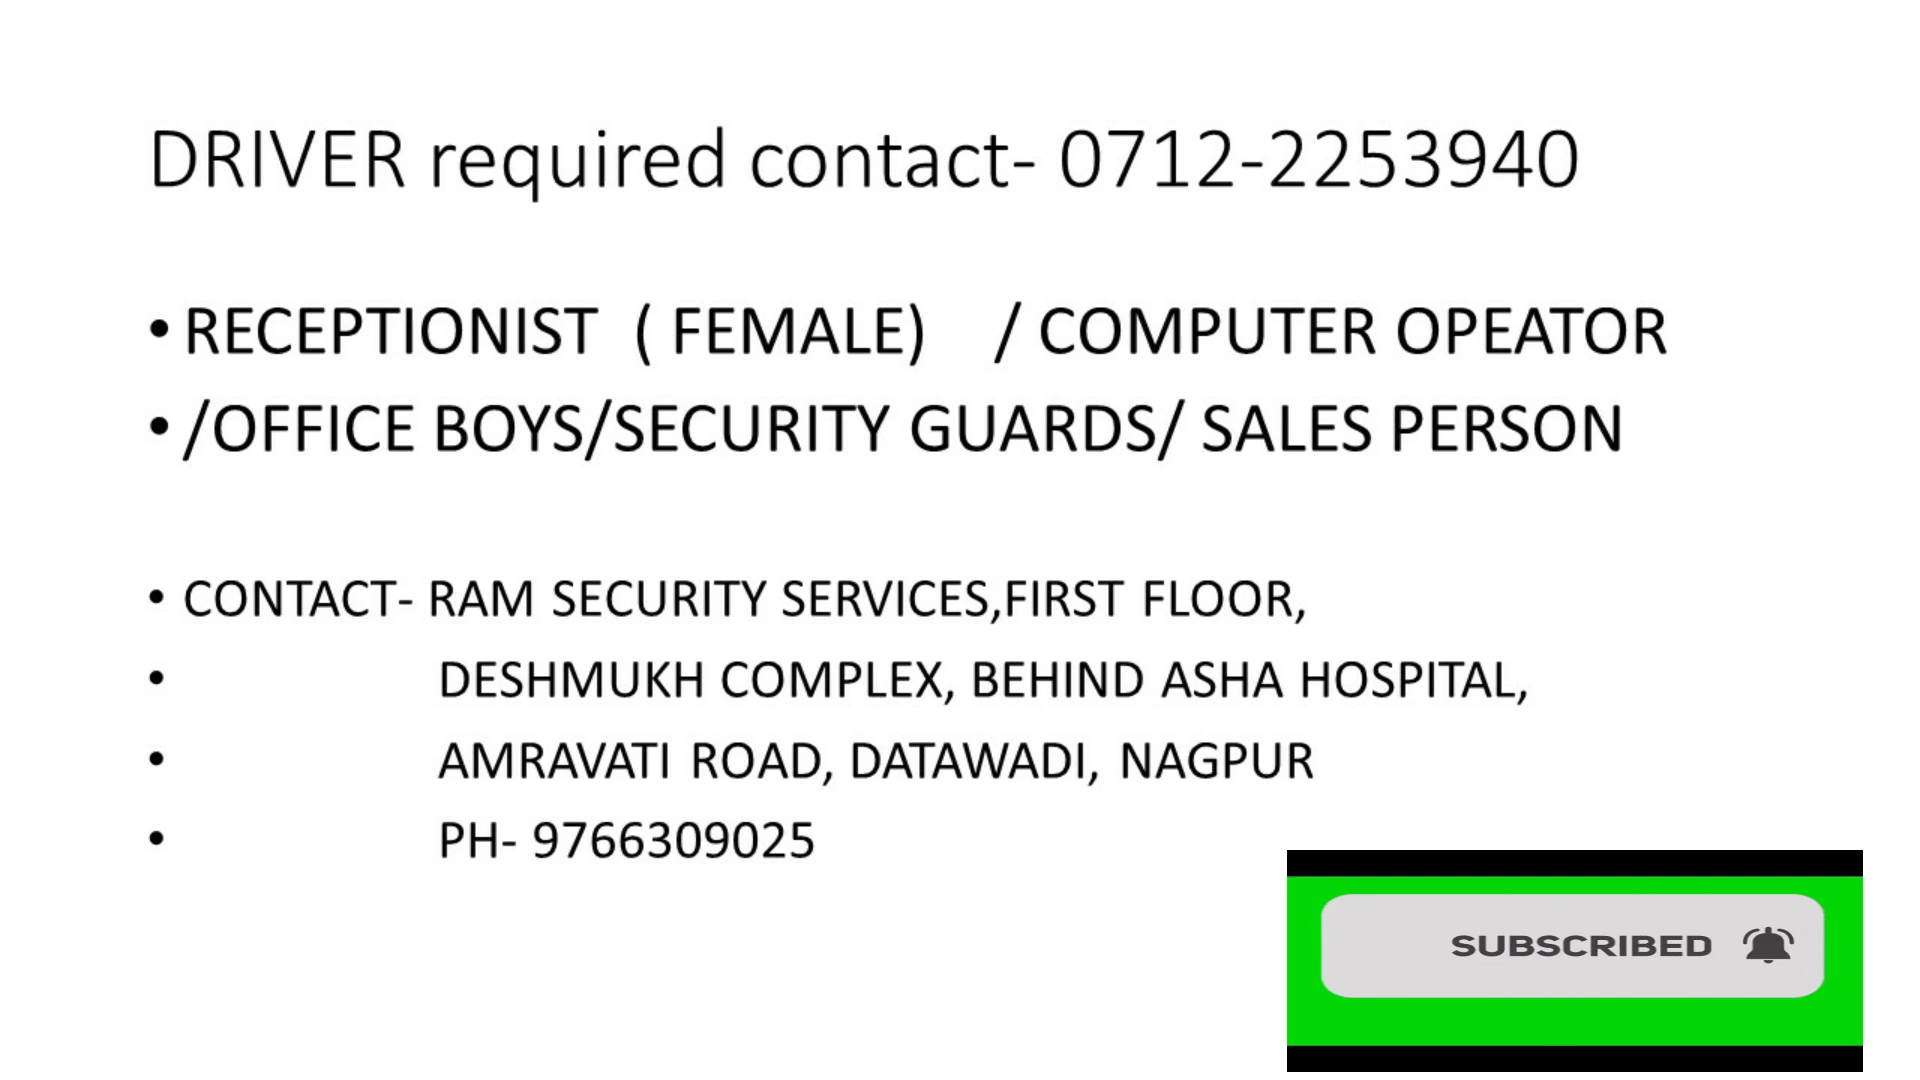 DRIVER required contact- 0712-2253940
• RECEPTIONIST ( FEMALE) / COMPUTER OPEATOR
• /OFFICE BOYS/SECURITY GUARDS/ SALES PERSON
• CONTACT- RAM SECURITY SERVICES,FIRST FLOOR,
• DESHMUKH COMPLEX, BEHIND ASHA HOSPITAL,
• AMRAVATI ROAD, DATAWADI, NAGPUR
• PH- 9766309025
SUBSCRIBED